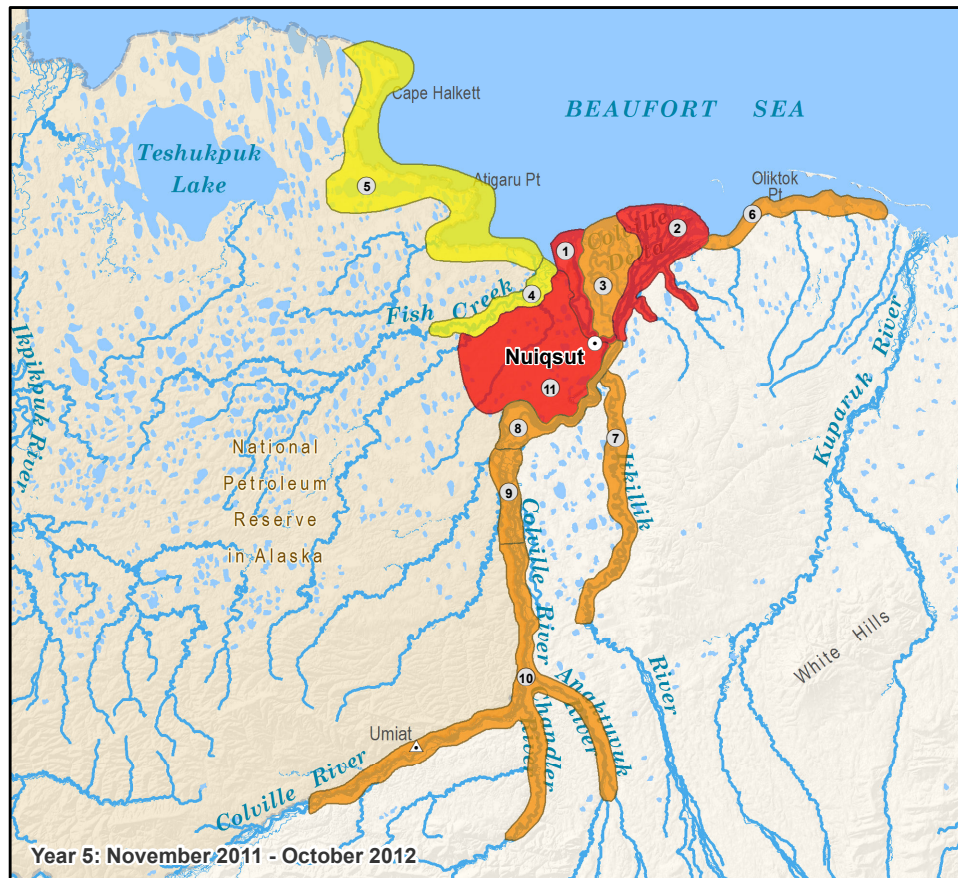 Cape Halkett
BEAUFORT SEA
Teshukpuk
Lake
5
Atigaru Pt
Oliktok
Pt
6
1
2
Colville
Delta
3
4
Fish Creek
Nuiqsut
11
8
7
Itkillik
River
Kuparuk
River
Ikpikpuk River
National
Petroleum
Reserve
in Alaska
9
Colville
River
White Hills
10
Anaktuvuk
River
Chandler
River
Umiat
Colville River
Year 5: November 2011 - October 2012